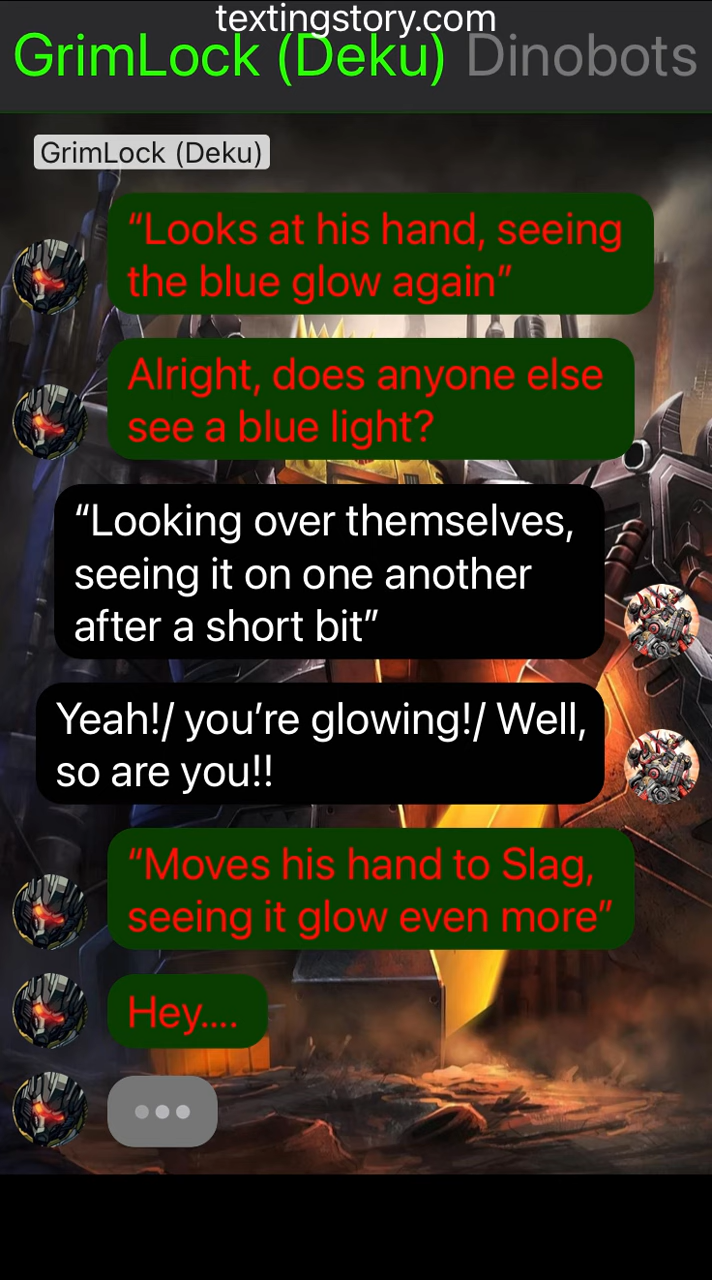 textingstory.com
GrimLock (Deku) Dinobots
GrimLock (Deku)
“Looks at his hand, seeing
the blue glow again”
Alright, does anyone else
see a blue light?
“Looking over themselves,
seeing it on one another
after a short bit”
Yeah!/ you’re glowing!/ Well,
so are you!!
“Moves his hand to Slag,
seeing it glow even more”
Hey....